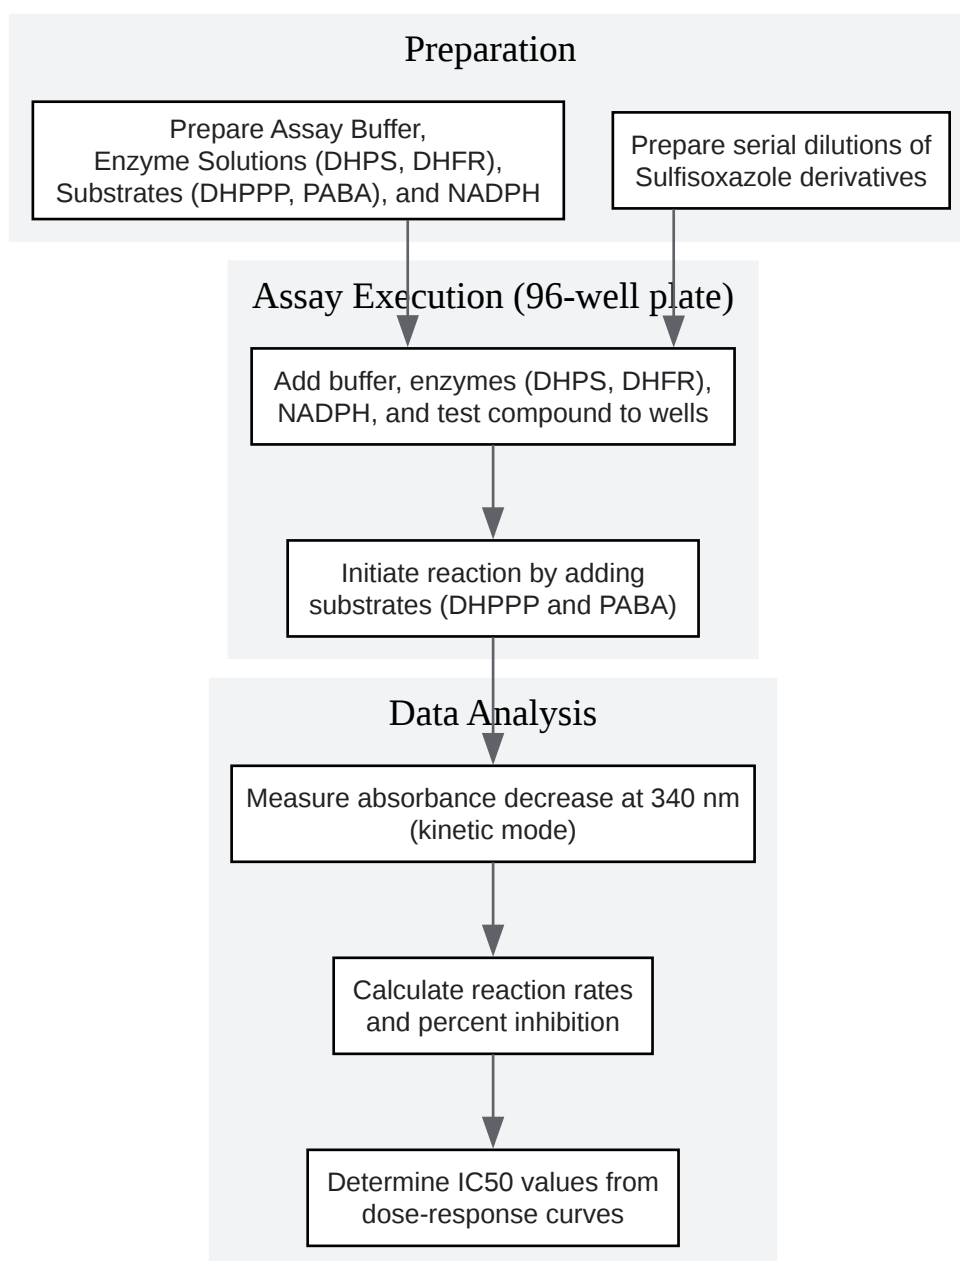 Preparation
Prepare Assay Buffer,
Enzyme Solutions (DHPS, DHFR),
Substrates (DHPPP, PABA), and NADPH
Prepare serial dilutions of
Sulfisoxazole derivatives
Assay Execution (96-well plate)
Add buffer, enzymes (DHPS, DHFR),
NADPH, and test compound to wells
Initiate reaction by adding
substrates (DHPPP and PABA)
Data Analysis
Measure absorbance decrease at 340 nm
(kinetic mode)
Calculate reaction rates
and percent inhibition
Determine IC50 values from
dose-response curves